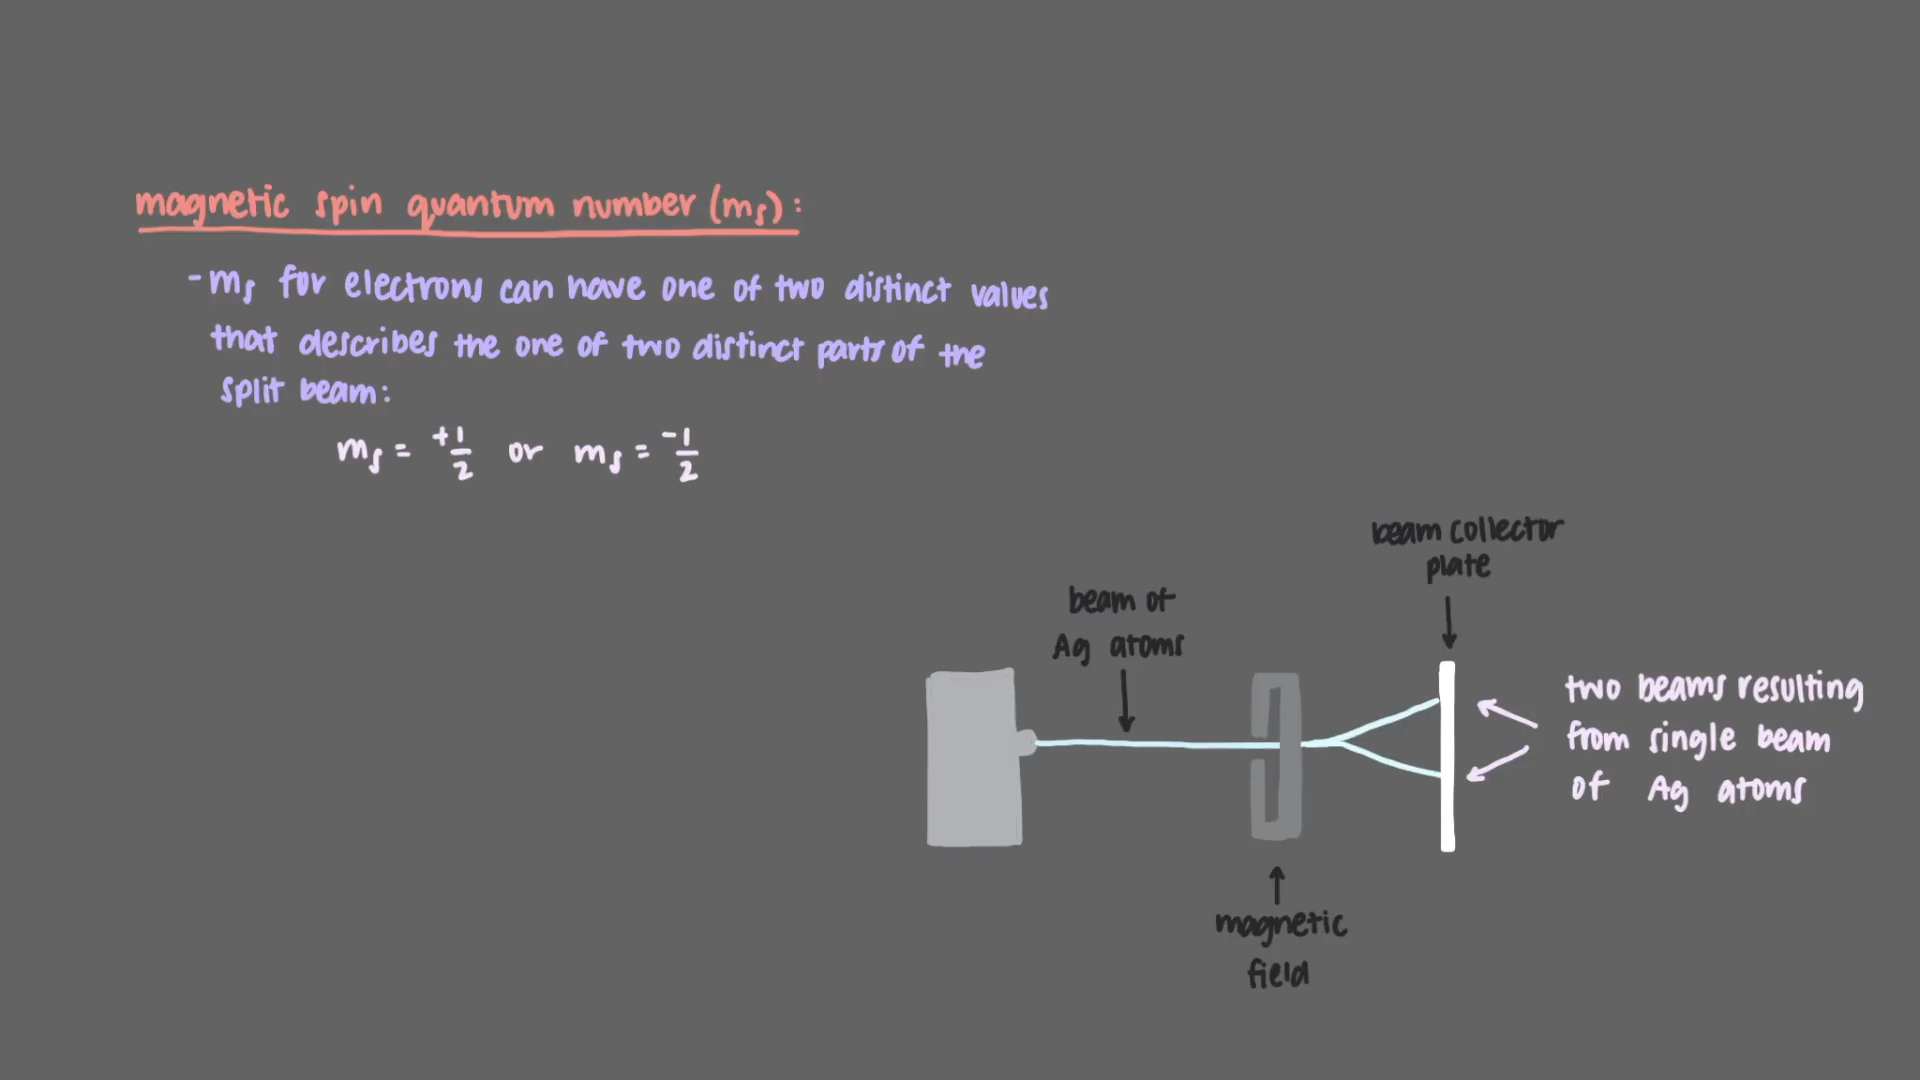 magnetic spin quantum number (ms):
- ms for electrons can have one of two distinct values
that describes the one of two distinct parts of the
split beam:
ms = +1/2 or ms = -1/2
beam collector
plate
beam of
Ag atoms
two beams resulting
from single beam
of Ag atoms
magnetic
field